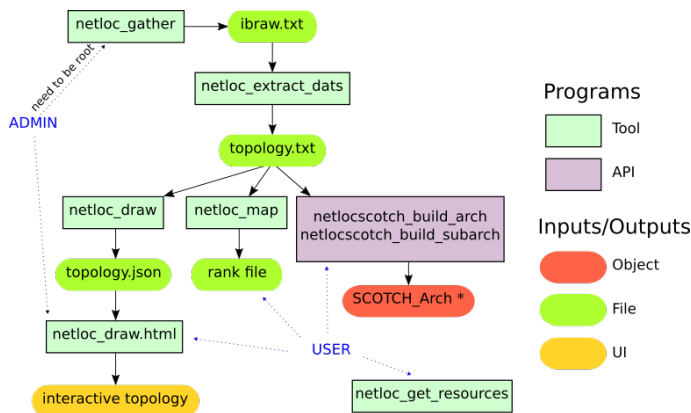 netloc_gather
ibraw.txt
need to be root
netloc_extract_dats
ADMIN
topology.txt
netloc_draw
netloc_map
netlocscotch_build_arch
netlocscotch_build_subarch
topology.json
rank file
SCOTCH_Arch *
netloc_draw.html
USER
interactive topology
netloc_get_resources
Programs
Tool
API
Inputs/Outputs
Object
File
UI